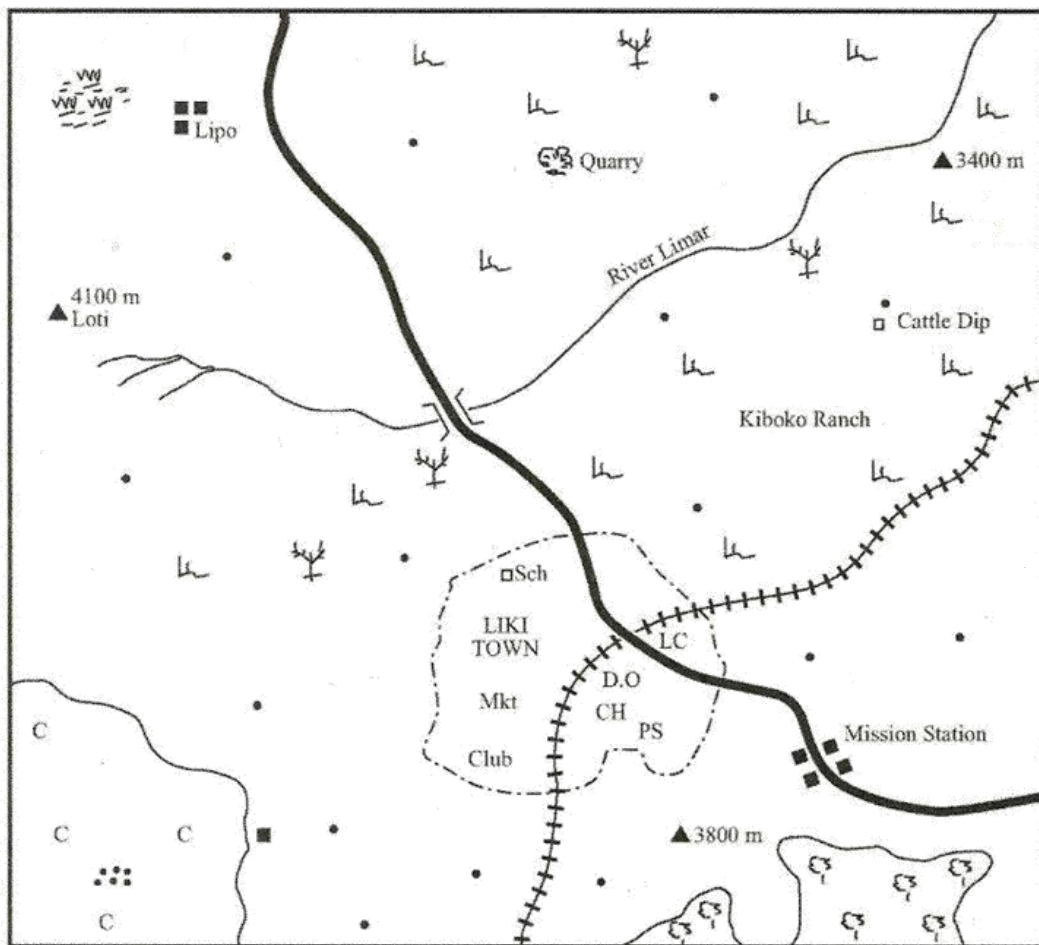 Lipo
Quarry
3400 m
River Limar
4100 m
Loti
Cattle Dip
Kiboko Ranch
Sch
LIKI
TOWN
LC
D.O
Mkt
CH
PS
Mission Station
Club
C
C
C
C
3800 m